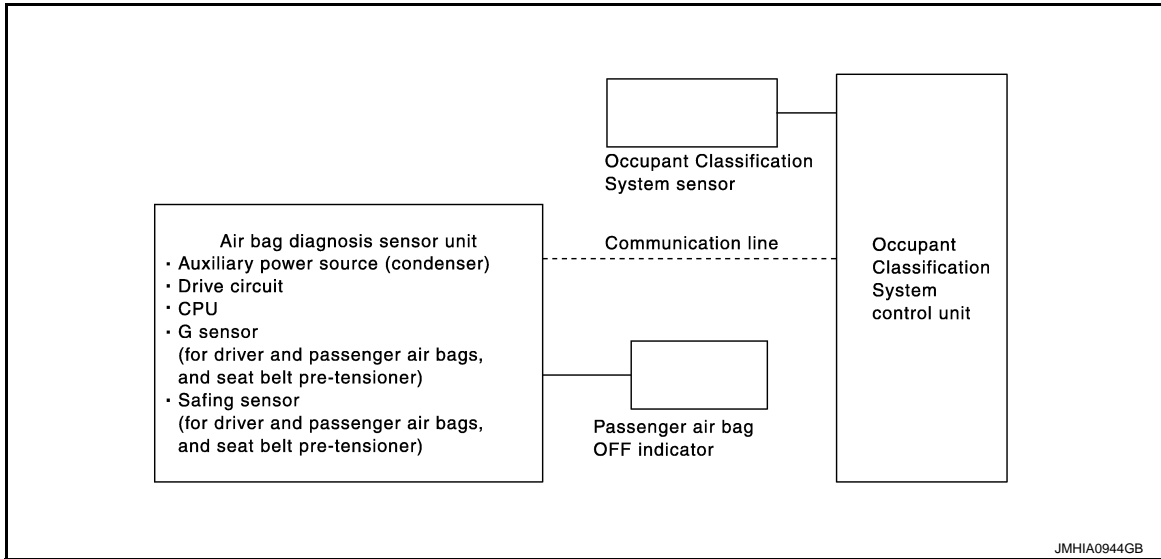 Occupant Classification
System sensor
Air bag diagnosis sensor unit
· Auxiliary power source (condenser)
· Drive circuit
· CPU
· G sensor
(for driver and passenger air bags,
and seat belt pre-tensioner)
· Safing sensor
(for driver and passenger air bags,
and seat belt pre-tensioner)
Communication line
Passenger air bag
OFF indicator
Occupant
Classification
System
control unit
JMHIA0944GB